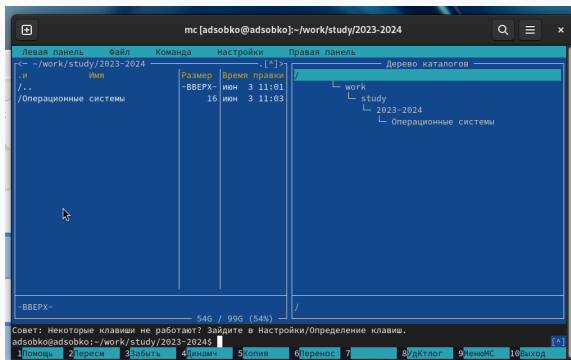 mc [adsobko@adsobko]:~/work/study/2023-2024
Левая панель Файл Команда Настройки Правая панель
<— ~/work/study/2023-2024 .[^]>
.и Имя Размер Время правки
/.. -ВВЕРХ- июн 3 11:01
/Операционные системы 16 июн 3 11:03
-ВВЕРХ-
54G / 99G (54%)
Дерево каталогов
/
work
study
2023-2024
Операционные системы
/
Совет: Некоторые клавиши не работают? Зайдите в Настройки/Определение клавиш.
adsobko@adsobko:~/work/study/2023-2024$ [^]
1Помощь 2Пересм 3Забыть 4Динамч 5Копия 6Перенос 7 8УдКтлог 9МенюMC 10Выход